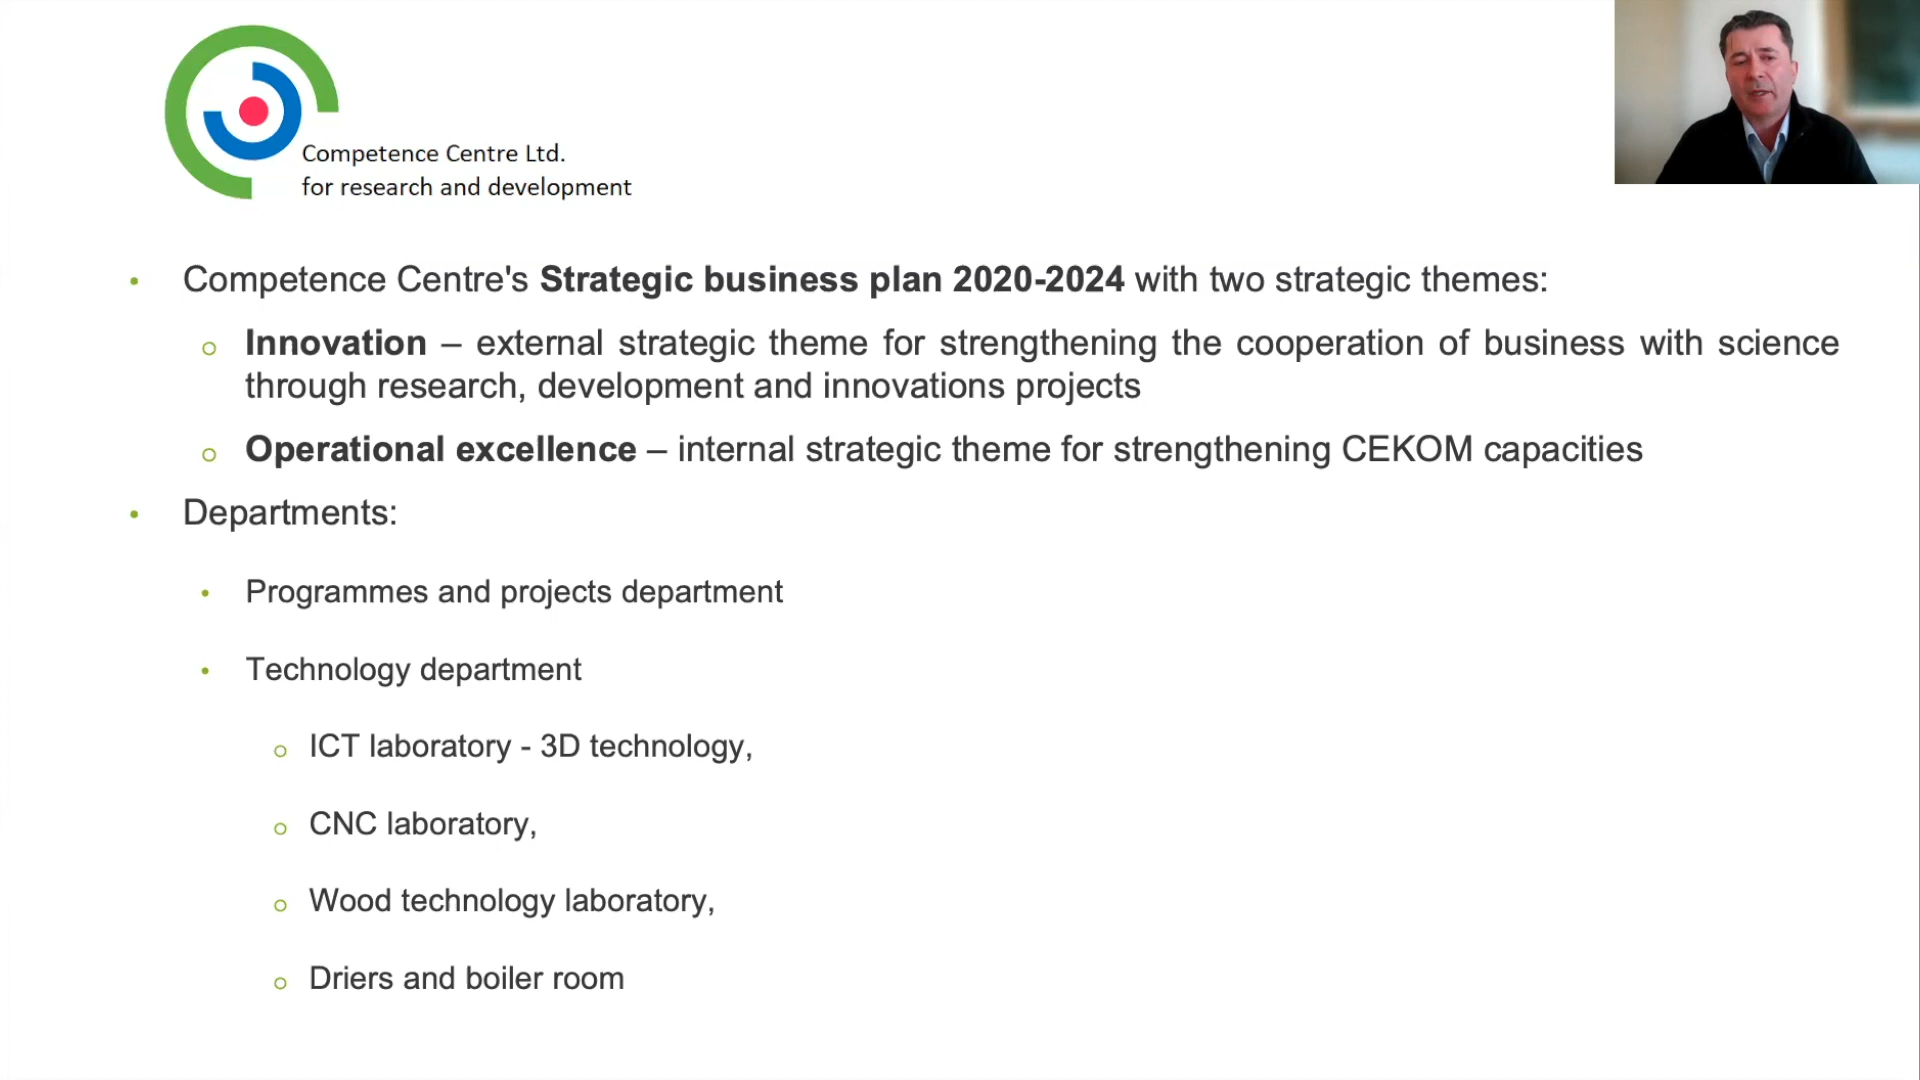 Competence Centre Ltd.
for research and development
• Competence Centre's Strategic business plan 2020-2024 with two strategic themes:
o Innovation – external strategic theme for strengthening the cooperation of business with science
through research, development and innovations projects
o Operational excellence – internal strategic theme for strengthening CEKOM capacities
• Departments:
• Programmes and projects department
• Technology department
o ICT laboratory - 3D technology,
o CNC laboratory,
o Wood technology laboratory,
o Driers and boiler room